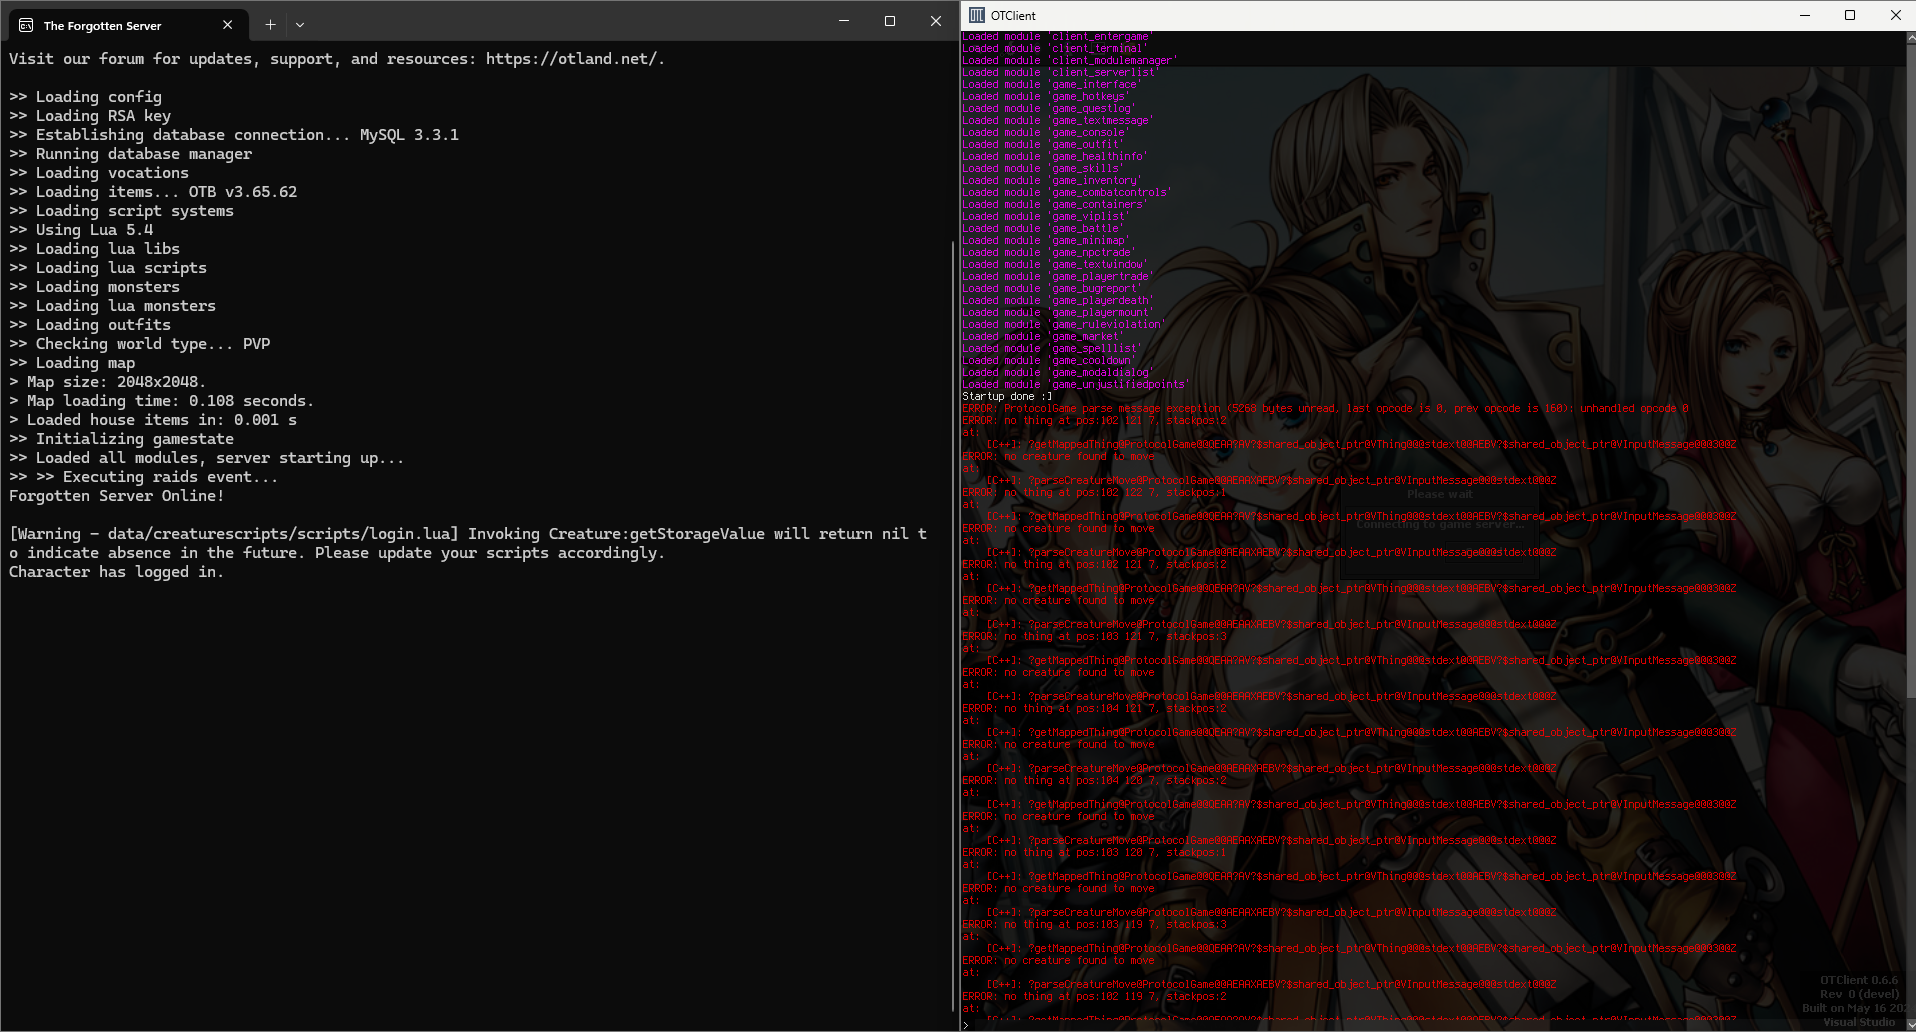 The Forgotten Server
Visit our forum for updates, support, and resources: https://otland.net/.
>> Loading config
>> Loading RSA key
>> Establishing database connection... MySQL 3.3.1
>> Running database manager
>> Loading vocations
>> Loading items... OTB v3.65.62
>> Loading script systems
>> Using Lua 5.4
>> Loading lua libs
>> Loading lua scripts
>> Loading monsters
>> Loading lua monsters
>> Loading outfits
>> Checking world type... PVP
>> Loading map
> Map size: 2048x2048.
> Map loading time: 0.108 seconds.
> Loaded house items in: 0.001 s
>> Initializing gamestate
>> Loaded all modules, server starting up...
>> >> Executing raids event...
Forgotten Server Online!
[Warning - data/creaturescripts/scripts/login.lua] Invoking Creature:getStorageValue will return nil t
o indicate absence in the future. Please update your scripts accordingly.
Character has logged in.
OTClient
Loaded module 'client_entergame'
Loaded module 'client_terminal'
Loaded module 'client_modulemanager'
Loaded module 'client_serverlist'
Loaded module 'game_interface'
Loaded module 'game_hotkeys'
Loaded module 'game_questlog'
Loaded module 'game_textmessage'
Loaded module 'game_console'
Loaded module 'game_outfit'
Loaded module 'game_healthinfo'
Loaded module 'game_skills'
Loaded module 'game_inventory'
Loaded module 'game_combatcontrols'
Loaded module 'game_containers'
Loaded module 'game_viplist'
Loaded module 'game_battle'
Loaded module 'game_minimap'
Loaded module 'game_npctrade'
Loaded module 'game_textwindow'
Loaded module 'game_playertrade'
Loaded module 'game_bugreport'
Loaded module 'game_playerdeath'
Loaded module 'game_playermount'
Loaded module 'game_ruleviolation'
Loaded module 'game_market'
Loaded module 'game_spelllist'
Loaded module 'game_cooldown'
Loaded module 'game_modaldialog'
Loaded module 'game_unjustifiedpoints'
Startup done :]
ERROR: ProtocolGame parse message exception (5268 bytes unread, last opcode is 0, prev opcode is 160): unhandled opcode 0
ERROR: no thing at pos:102 121 7, stackpos:2
at:
[C++]: ?getMappedThing@ProtocolGame@@QEAA?AV?$shared_object_ptr@VThing@@@stdext@@AEBV?$shared_object_ptr@VInputMessage@@@3@@Z
ERROR: no creature found to move
at:
[C++]: ?parseCreatureMove@ProtocolGame@@AEAAXAEBV?$shared_object_ptr@VInputMessage@@@stdext@@@Z
ERROR: no thing at pos:102 122 7, stackpos:1
at:
[C++]: ?getMappedThing@ProtocolGame@@QEAA?AV?$shared_object_ptr@VThing@@@stdext@@AEBV?$shared_object_ptr@VInputMessage@@@3@@Z
ERROR: no creature found to move
at:
[C++]: ?parseCreatureMove@ProtocolGame@@AEAAXAEBV?$shared_object_ptr@VInputMessage@@@stdext@@@Z
ERROR: no thing at pos:102 121 7, stackpos:2
at:
[C++]: ?getMappedThing@ProtocolGame@@QEAA?AV?$shared_object_ptr@VThing@@@stdext@@AEBV?$shared_object_ptr@VInputMessage@@@3@@Z
ERROR: no creature found to move
at:
[C++]: ?parseCreatureMove@ProtocolGame@@AEAAXAEBV?$shared_object_ptr@VInputMessage@@@stdext@@@Z
ERROR: no thing at pos:103 121 7, stackpos:3
at:
[C++]: ?getMappedThing@ProtocolGame@@QEAA?AV?$shared_object_ptr@VThing@@@stdext@@AEBV?$shared_object_ptr@VInputMessage@@@3@@Z
ERROR: no creature found to move
at:
[C++]: ?parseCreatureMove@ProtocolGame@@AEAAXAEBV?$shared_object_ptr@VInputMessage@@@stdext@@@Z
ERROR: no thing at pos:104 121 7, stackpos:2
at:
[C++]: ?getMappedThing@ProtocolGame@@QEAA?AV?$shared_object_ptr@VThing@@@stdext@@AEBV?$shared_object_ptr@VInputMessage@@@3@@Z
ERROR: no creature found to move
at:
[C++]: ?parseCreatureMove@ProtocolGame@@AEAAXAEBV?$shared_object_ptr@VInputMessage@@@stdext@@@Z
ERROR: no thing at pos:104 120 7, stackpos:2
at:
[C++]: ?getMappedThing@ProtocolGame@@QEAA?AV?$shared_object_ptr@VThing@@@stdext@@AEBV?$shared_object_ptr@VInputMessage@@@3@@Z
ERROR: no creature found to move
at:
[C++]: ?parseCreatureMove@ProtocolGame@@AEAAXAEBV?$shared_object_ptr@VInputMessage@@@stdext@@@Z
ERROR: no thing at pos:103 120 7, stackpos:1
at:
[C++]: ?getMappedThing@ProtocolGame@@QEAA?AV?$shared_object_ptr@VThing@@@stdext@@AEBV?$shared_object_ptr@VInputMessage@@@3@@Z
ERROR: no creature found to move
at:
[C++]: ?parseCreatureMove@ProtocolGame@@AEAAXAEBV?$shared_object_ptr@VInputMessage@@@stdext@@@Z
ERROR: no thing at pos:103 119 7, stackpos:3
at:
[C++]: ?getMappedThing@ProtocolGame@@QEAA?AV?$shared_object_ptr@VThing@@@stdext@@AEBV?$shared_object_ptr@VInputMessage@@@3@@Z
ERROR: no creature found to move
at:
[C++]: ?parseCreatureMove@ProtocolGame@@AEAAXAEBV?$shared_object_ptr@VInputMessage@@@stdext@@@Z
ERROR: no thing at pos:102 119 7, stackpos:2
at:
>
Please wait
Connecting to game server...
OTClient 0.6.6
Rev 0 (devel)
Built on May 16 20
Visual Studio